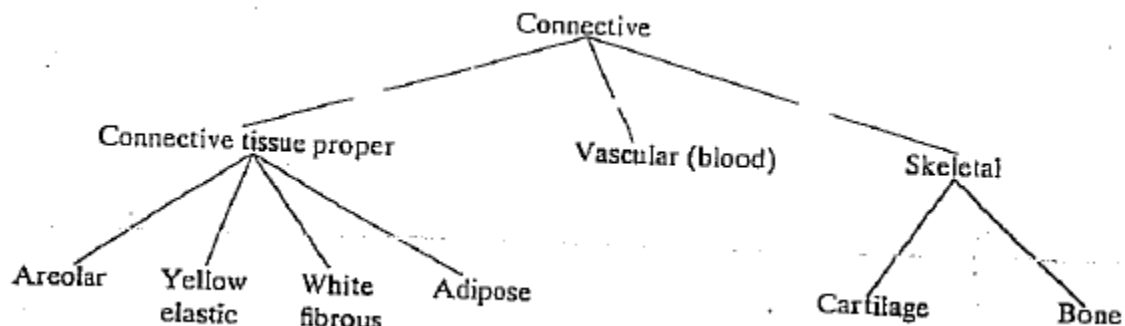 Connective
Connective tissue proper
Vascular (blood)
Skeletal
Areolar
Yellow
elastic
White
fibrous
Adipose
Cartilage
Bone